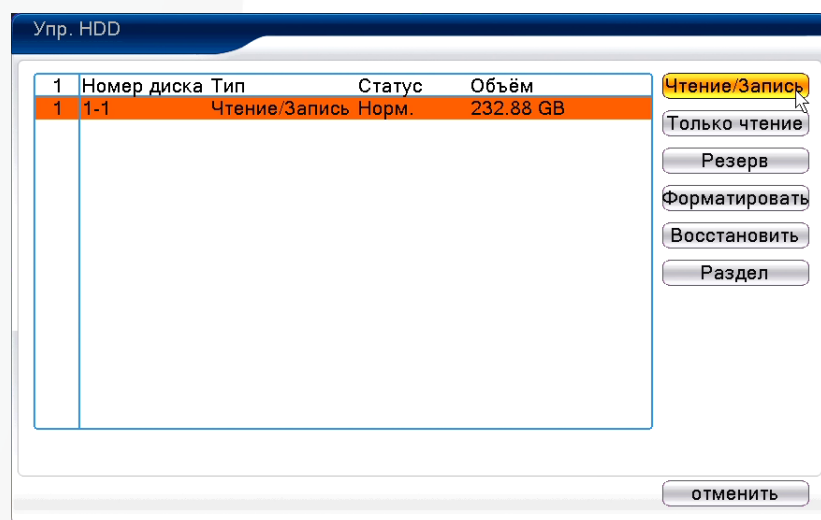 Упр. HDD
1 Номер диска Тип Статус Объём
1 1-1 Чтение/Запись Норм. 232.88 GB
Чтение/Запись
Только чтение
Резерв
Форматировать
Восстановить
Раздел
отменить